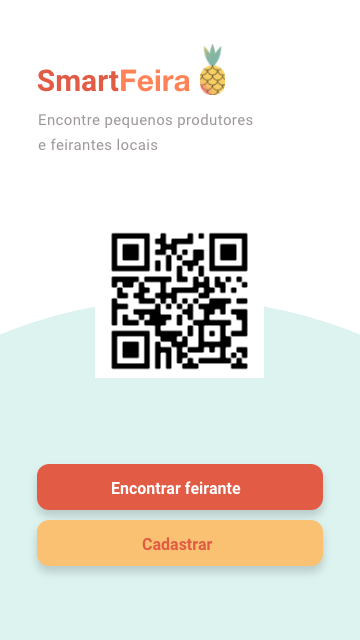 SmartFeira
Encontre pequenos produtores
e feirantes locais
Encontrar feirante
Cadastrar